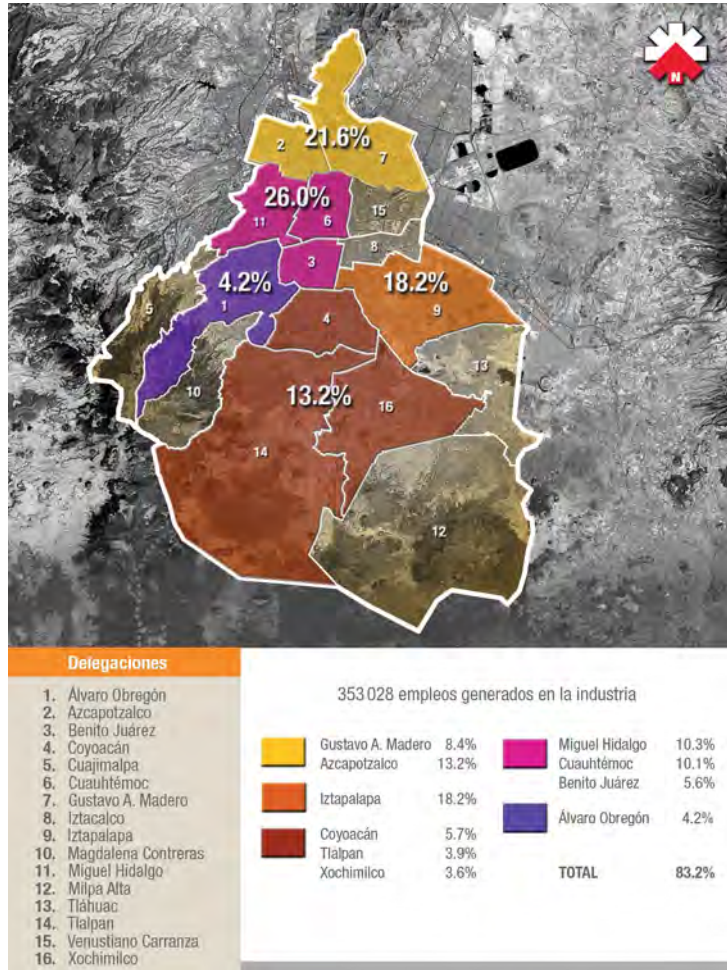 N
21.6%
2
7
26.0%
15
11
6
8
3
4.2%
18.2%
5
1
9
4
13
10
13.2%
16
14
12
Delegaciones
1. Álvaro Obregón
2. Azcapotzalco
3. Benito Juárez
4. Coyoacán
5. Cuajimalpa
6. Cuauhtémoc
7. Gustavo A. Madero
8. Iztacalco
9. Iztapalapa
10. Magdalena Contreras
11. Miguel Hidalgo
12. Milpa Alta
13. Tláhuac
14. Tlalpan
15. Venustiano Carranza
16. Xochimilco
353 028 empleos generados en la industria
Gustavo A. Madero 8.4%
Azcapotzalco 13.2%
Iztapalapa 18.2%
Coyoacán 5.7%
Tlalpan 3.9%
Xochimilco 3.6%
Miguel Hidalgo 10.3%
Cuauhtémoc 10.1%
Benito Juárez 5.6%
Álvaro Obregón 4.2%
TOTAL 83.2%